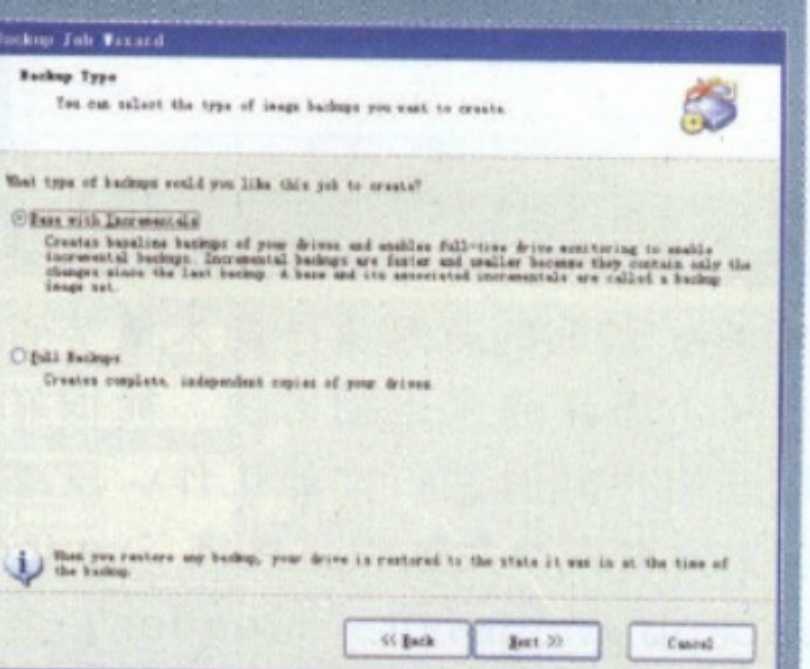 Backup Job Wizard
Backup Type
You can select the type of image backups you want to create.
What type of backups would you like this job to create?
Base with Incrementals
Creates baseline backups of your drives and enables full-time drive monitoring to enable
incremental backups. Incremental backups are faster and smaller because they contain only the
changes since the last backup. A base and its associated incrementals are called a backup
image set.
Full Backups
Creates complete, independent copies of your drives.
When you restore any backup, your drive is restored to the state it was in at the time of
the backup.
<< Back
Next >>
Cancel